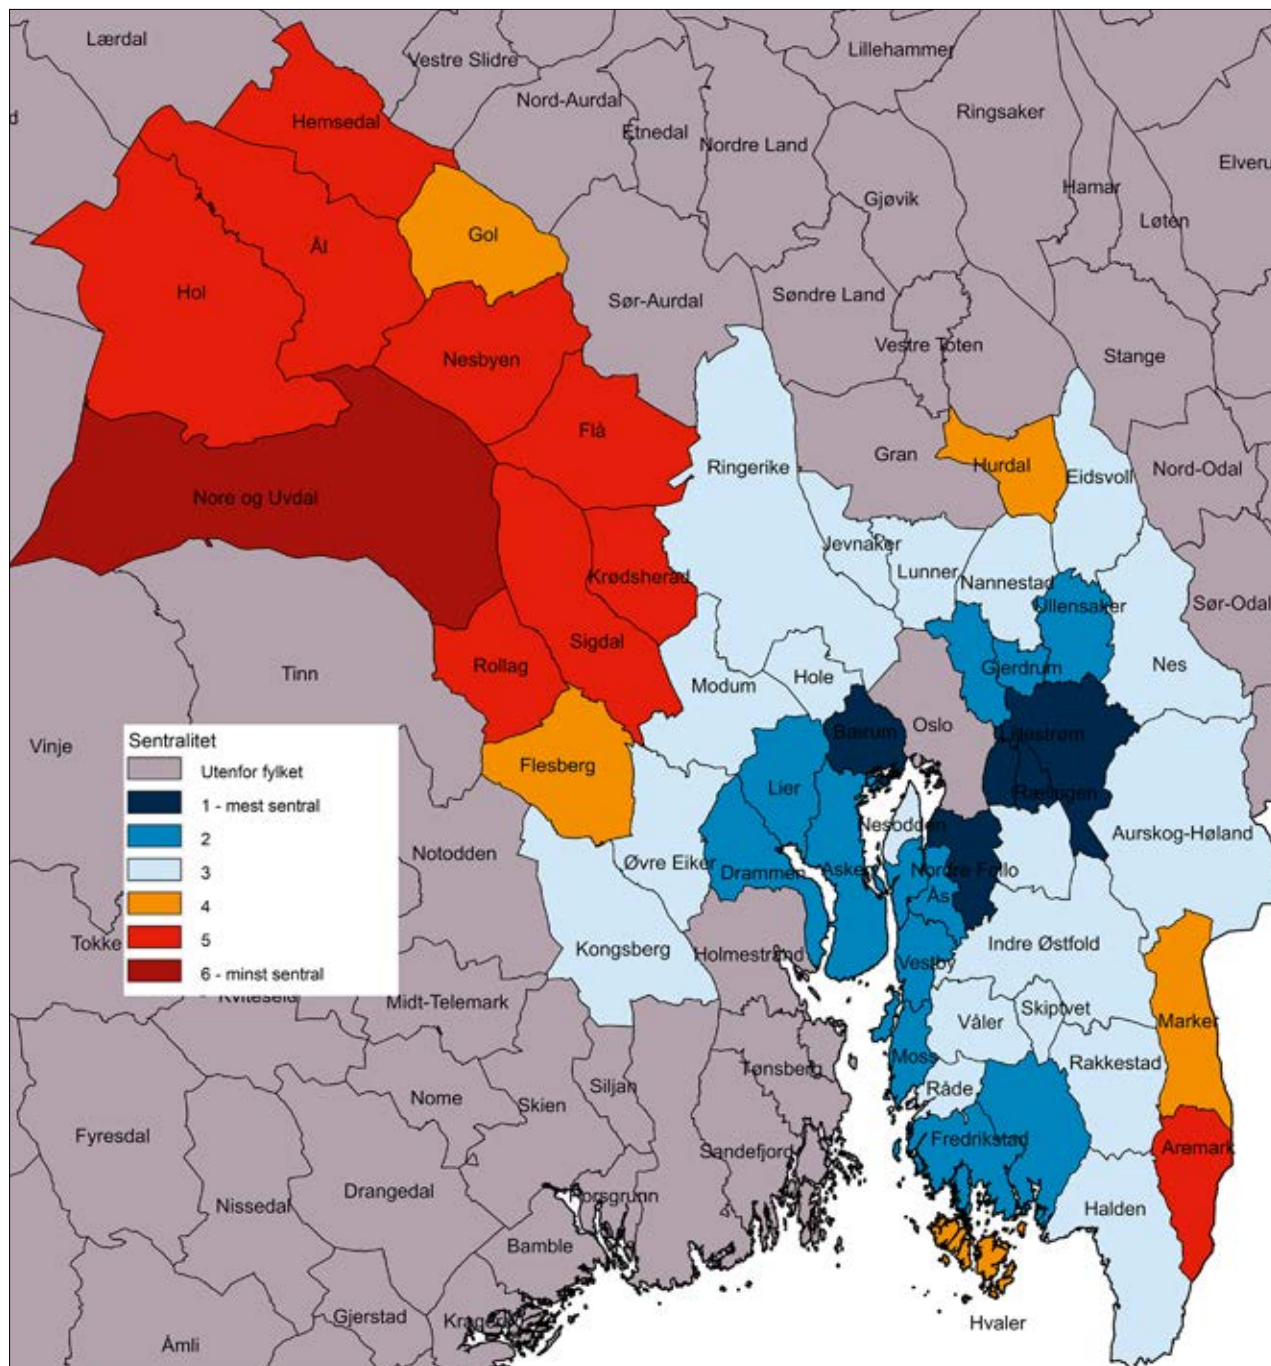 Lærdal
Vestre Slidre
Lillehammer
Nord-Aurdal
Ringsaker
d
Hemsedal
Etnedal
Nordre Land
Elveru
Hamar
Gjøvik
Løten
Gol
Ål
Hol
Sør-Aurdal
Søndre Land
Vestre Toten
Stange
Nesbyen
Flå
Gran
Hurdal
Ringerike
Eidsvoll
Nord-Odal
Nore og Uvdal
Jevnaker
Lunner
Krødsherad
Nannestad
Ullensaker
Sør-Odal
Sigdal
Rollag
Tinn
Gjerdrum
Nes
Hole
Modum
Oslo
Bærum
Lillestrøm
Vinje
Sentralitet
Utenfor fylket
1 - mest sentral
2
3
4
5
6 - minst sentral
Flesberg
Lier
Rælingen
Nesodden
Aurskog-Høland
Notodden
Øvre Eiker
Drammen
Asker
Nordre Follo
Ås
Tokke
Kongsberg
Holmestrand
Indre Østfold
Vestby
Kviteseid
Midt-Telemark
Skiptvet
Våler
Marker
Moss
Rakkestad
Tønsberg
Siljan
Råde
Nome
Skien
Fyresdal
Fredrikstad
Sandefjord
Aremark
Drangedal
Porsgrunn
Nissedal
Halden
Bamble
Gjerstad
Kragerø
Hvaler
Åmli